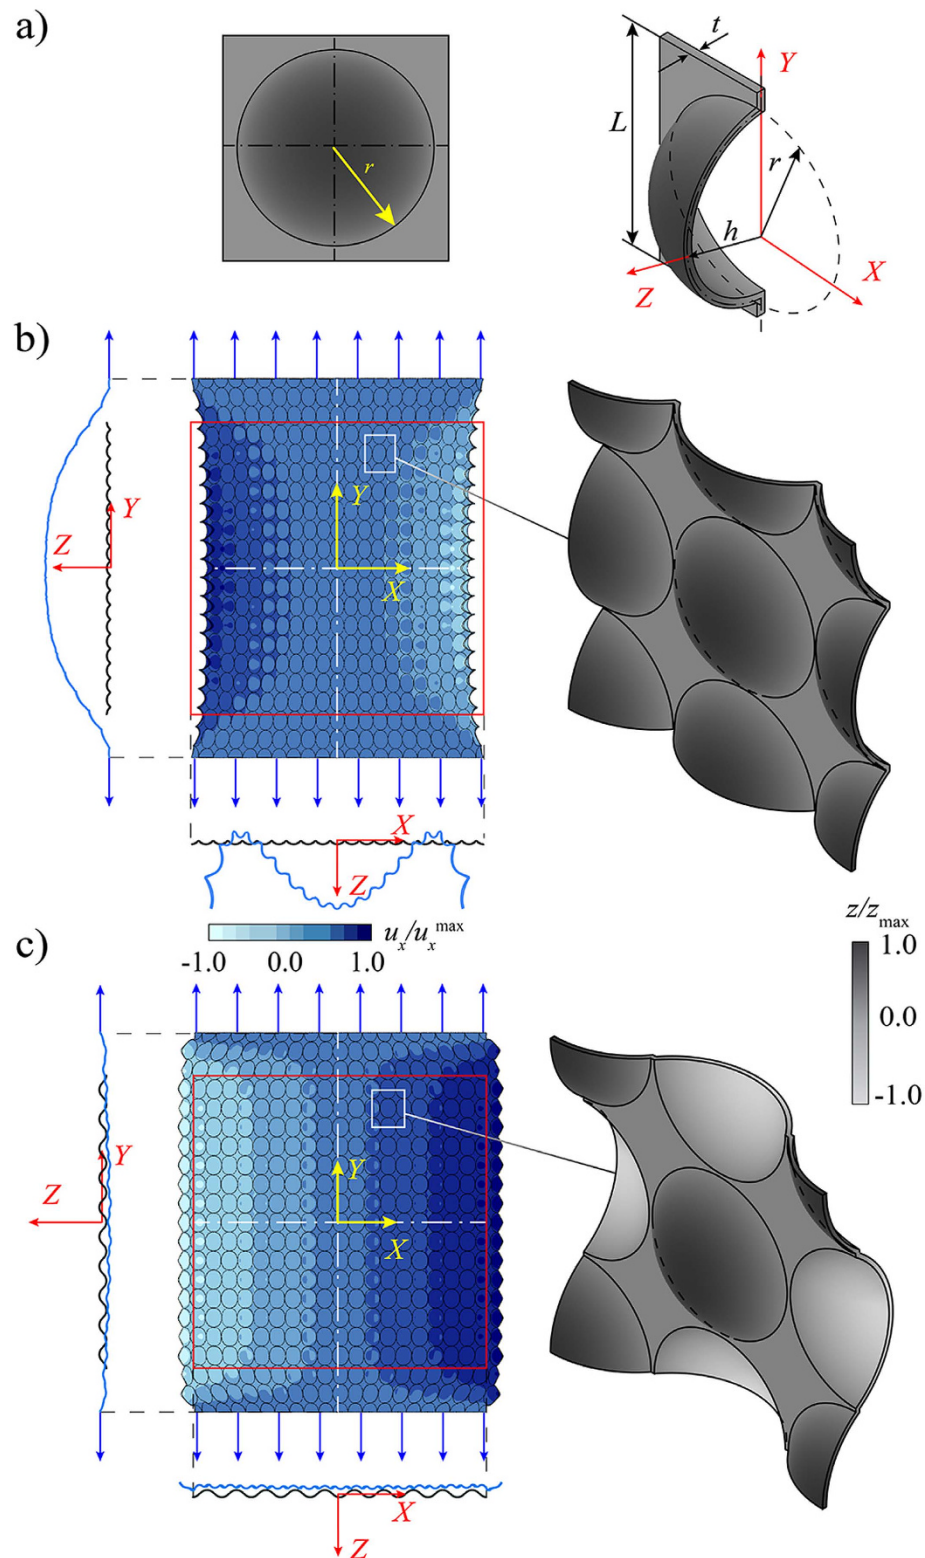 a)
r
t
Y
L
r
h
Z
X
b)
Y
Z
Y
X
X
Z
u_x/u_x^max
-1.0 0.0 1.0
z/z_max
1.0
0.0
-1.0
c)
Y
Z
Y
X
X
Z